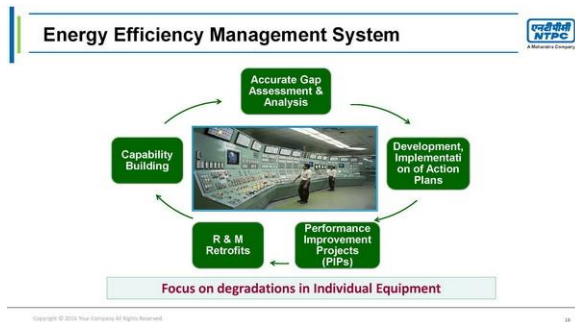 Energy Efficiency Management System
एनटीपीसी
NTPC
A Maharatna Company
Accurate Gap
Assessment &
Analysis
Capability
Building
Development,
Implementati
on of Action
Plans
R & M
Retrofits
Performance
Improvement
Projects
(PIPs)
Focus on degradations in Individual Equipment
Copyright © 2016 Your Company All Rights Reserved.